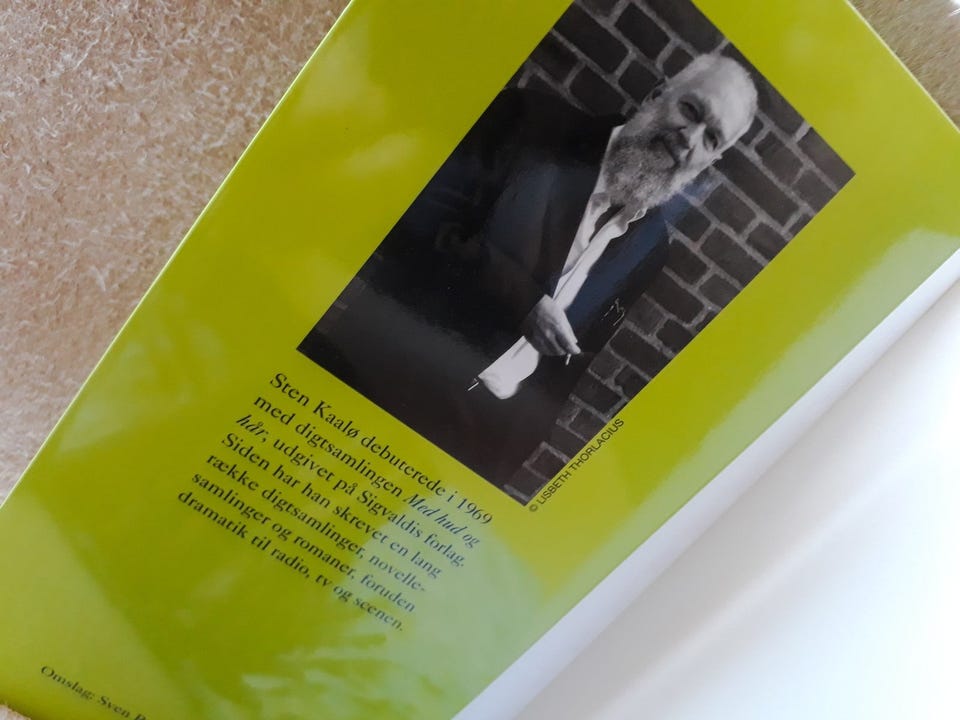 © LISBETH THORLACIUS
Sten Kaalø debuterede i 1969
med digtsamlingen Med hud og
hår, udgivet på Sigvaldis forlag.
Siden har han skrevet en lang
række digtsamlinger, novelle-
samlinger og romaner, foruden
dramatik til radio, tv og scenen.
Omslag: Sven